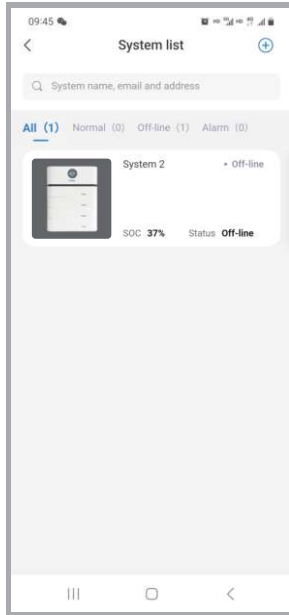 09:45
System list
System name, email and address
All (1) Normal (0) Off-line (1) Alarm (0)
System 2 • Off-line
SOC 37% Status Off-line